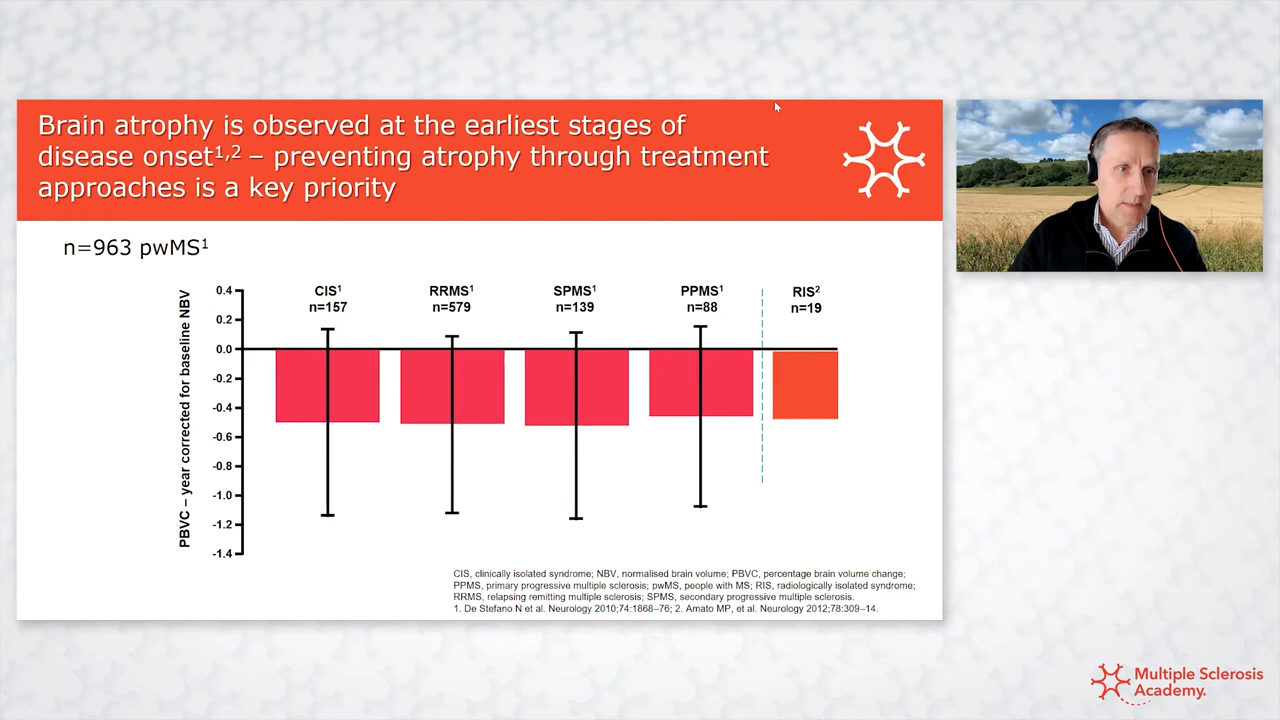 Brain atrophy is observed at the earliest stages of
disease onset1,2 – preventing atrophy through treatment
approaches is a key priority
n=963 pwMS1
PBVC – year corrected for baseline NBV
0.4
0.2
0.0
-0.2
-0.4
-0.6
-0.8
-1.0
-1.2
-1.4
CIS1
n=157
RRMS1
n=579
SPMS1
n=139
PPMS1
n=88
RIS2
n=19
CIS, clinically isolated syndrome; NBV, normalised brain volume; PBVC, percentage brain volume change;
PPMS, primary progressive multiple sclerosis; pwMS, people with MS; RIS, radiologically isolated syndrome;
RRMS, relapsing remitting multiple sclerosis; SPMS, secondary progressive multiple sclerosis.
1. De Stefano N et al. Neurology 2010;74:1868–76; 2. Amato MP, et al. Neurology 2012;78:309–14.
Multiple Sclerosis
Academy.